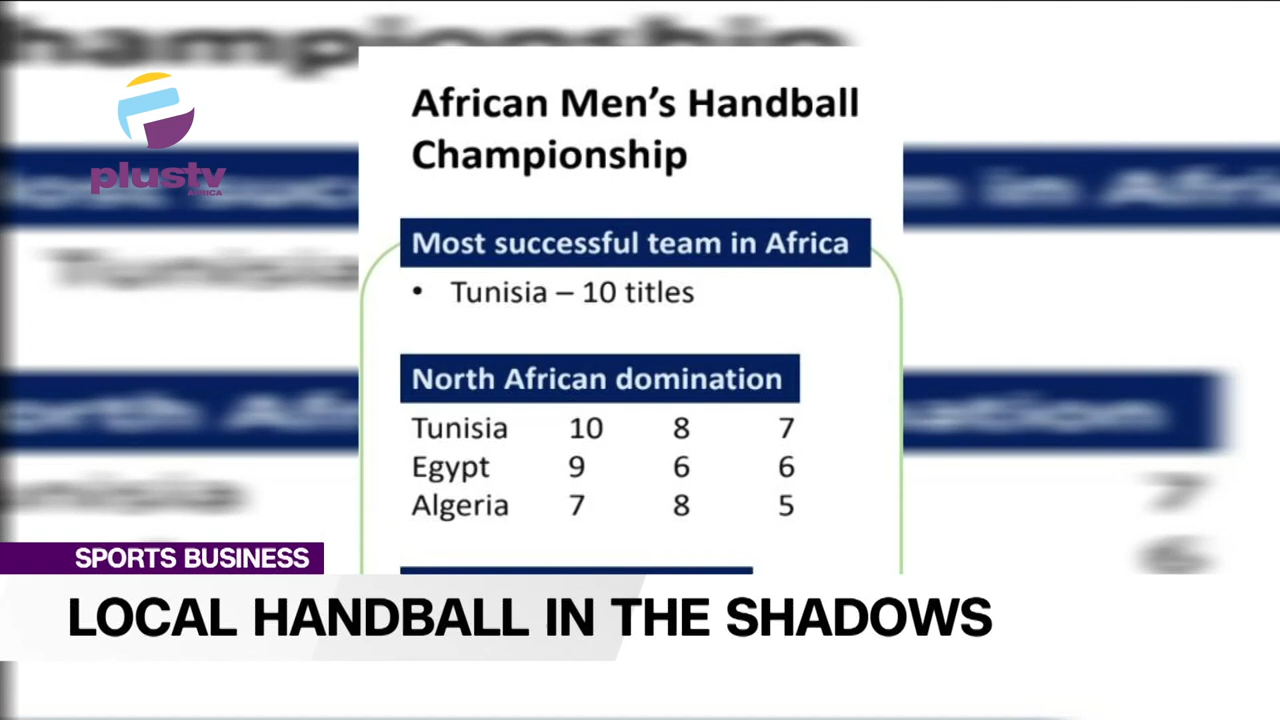 plustv
AFRICA
African Men's Handball
Championship
Most successful team in Africa
• Tunisia – 10 titles
North African domination
Tunisia 10 8 7
Egypt 9 6 6
Algeria 7 8 5
SPORTS BUSINESS
LOCAL HANDBALL IN THE SHADOWS